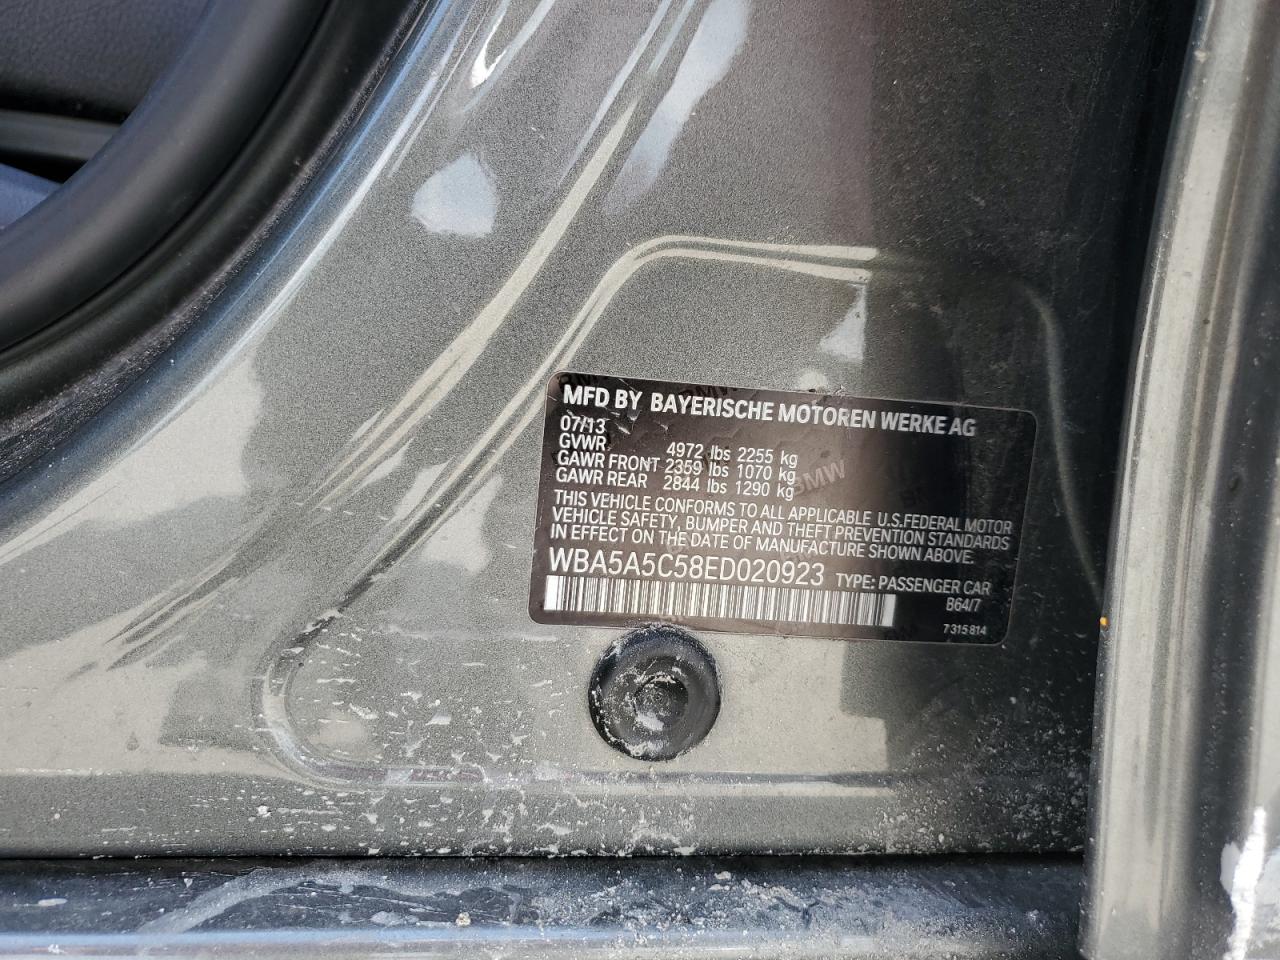 MFD BY BAYERISCHE MOTOREN WERKE AG
07/13
GVWR 4972 lbs 2255 kg
GAWR FRONT 2359 lbs 1070 kg
GAWR REAR 2844 lbs 1290 kg
THIS VEHICLE CONFORMS TO ALL APPLICABLE U.S.FEDERAL MOTOR
VEHICLE SAFETY, BUMPER AND THEFT PREVENTION STANDARDS
IN EFFECT ON THE DATE OF MANUFACTURE SHOWN ABOVE.
WBA5A5C58ED020923 TYPE: PASSENGER CAR
B64/7
7 315 814